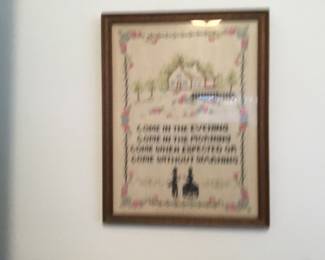 COME IN THE EVENING
COME IN THE MORNING
COME WHEN EXPECTED OR
COME WITHOUT WARNING